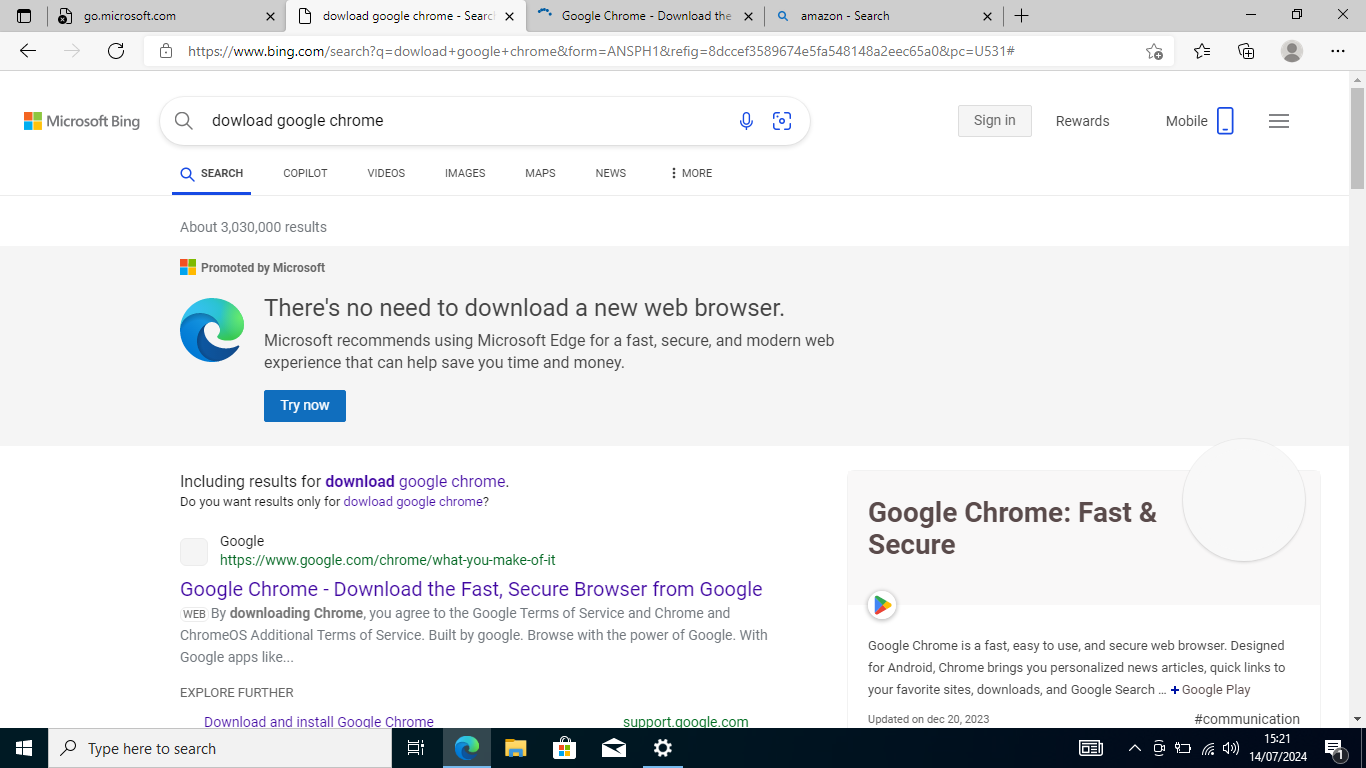 go.microsoft.com
dowload google chrome - Searc
Google Chrome - Download the
amazon - Search
https://www.bing.com/search?q=dowload+google+chrome&form=ANSPH1&refig=8dccef3589674e5fa548148a2eec65a0&pc=U531#
Microsoft Bing
dowload google chrome
Sign in
Rewards
Mobile
SEARCH
COPILOT
VIDEOS
IMAGES
MAPS
NEWS
MORE
About 3,030,000 results
Promoted by Microsoft
There's no need to download a new web browser.
Microsoft recommends using Microsoft Edge for a fast, secure, and modern web
experience that can help save you time and money.
Try now
Including results for download google chrome.
Do you want results only for dowload google chrome?
Google
https://www.google.com/chrome/what-you-make-of-it
Google Chrome - Download the Fast, Secure Browser from Google
WEB By downloading Chrome, you agree to the Google Terms of Service and Chrome and
ChromeOS Additional Terms of Service. Built by google. Browse with the power of Google. With
Google apps like...
EXPLORE FURTHER
Download and install Google Chrome
support.google.com
Google Chrome: Fast &
Secure
Google Chrome is a fast, easy to use, and secure web browser. Designed
for Android, Chrome brings you personalized news articles, quick links to
your favorite sites, downloads, and Google Search ... + Google Play
Updated on dec 20, 2023
#communication
Type here to search
15:21
14/07/2024
1